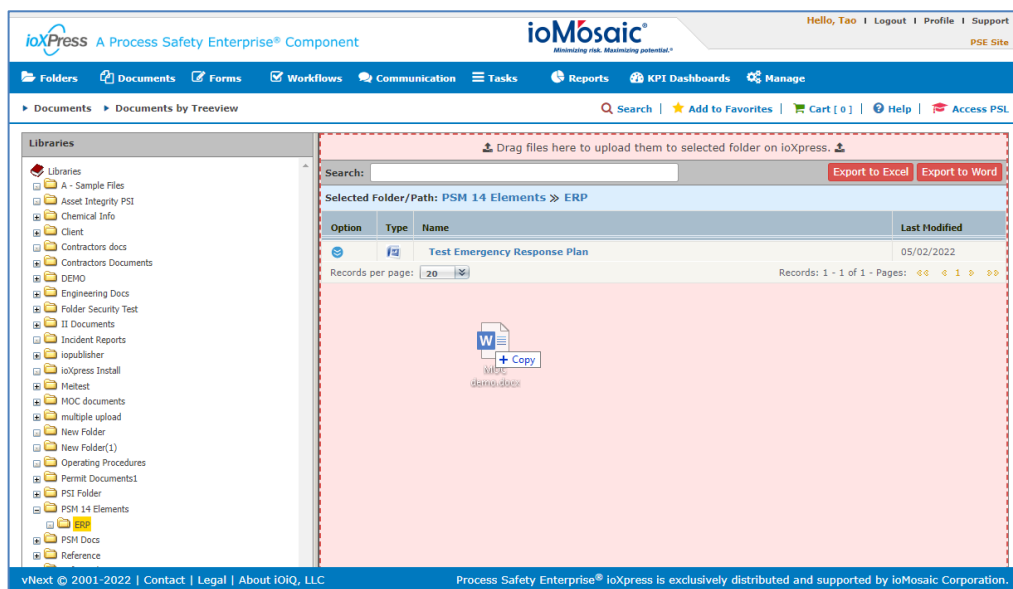 Hello, Tao I Logout I Profile I Support
ioXPress A Process Safety Enterprise® Component
ioMosaic®
Minimizing risk. Maximizing potential.®
PSE Site
Folders Documents Forms Workflows Communication Tasks Reports KPI Dashboards Manage
Documents Documents by Treeview
Search | Add to Favorites | Cart [ 0 ] | Help | Access PSL
Libraries
Libraries
A - Sample Files
Asset Integrity PSI
Chemical Info
Client
Contractors docs
Contractors Documents
DEMO
Engineering Docs
Folder Security Test
II Documents
Incident Reports
iopublisher
ioXpress Install
Meitest
MOC documents
multiple upload
New Folder
New Folder(1)
Operating Procedures
Permit Documents1
PSI Folder
PSM 14 Elements
ERP
PSM Docs
Reference
Drag files here to upload them to selected folder on ioXpress.
Search:
Export to Excel Export to Word
Selected Folder/Path: PSM 14 Elements » ERP
Option Type Name Last Modified
Test Emergency Response Plan 05/02/2022
Records per page: 20 Records: 1 - 1 of 1 - Pages: 1
W
+ Copy
MOC
demo.docx
vNext © 2001-2022 | Contact | Legal | About iOiQ, LLC
Process Safety Enterprise® ioXpress is exclusively distributed and supported by ioMosaic Corporation.